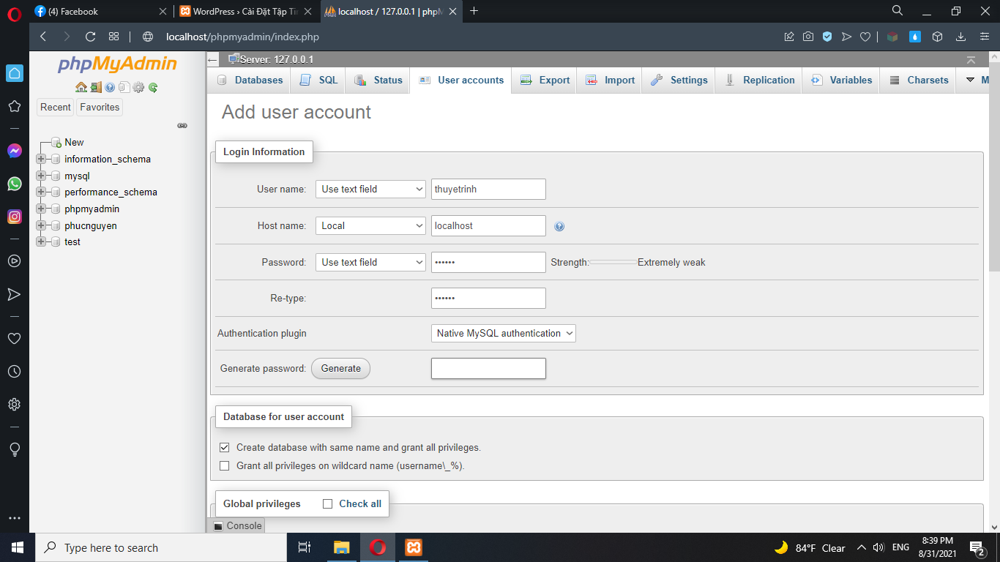 (4) Facebook
WordPress › Cài Đặt Tập Ti
localhost / 127.0.0.1 | phpM
localhost/phpmyadmin/index.php
phpMyAdmin
Recent
Favorites
New
information_schema
mysql
performance_schema
phpmyadmin
phucnguyen
test
Server: 127.0.0.1
Databases
SQL
Status
User accounts
Export
Import
Settings
Replication
Variables
Charsets
M
Add user account
Login Information
User name: Use text field thuyetrinh
Host name: Local localhost
Password: Use text field •••••• Strength: Extremely weak
Re-type: ••••••
Authentication plugin Native MySQL authentication
Generate password: Generate
Database for user account
Create database with same name and grant all privileges.
Grant all privileges on wildcard name (username\_%).
Global privileges Check all
Console
Type here to search
84°F Clear
ENG
8:39 PM
8/31/2021
2